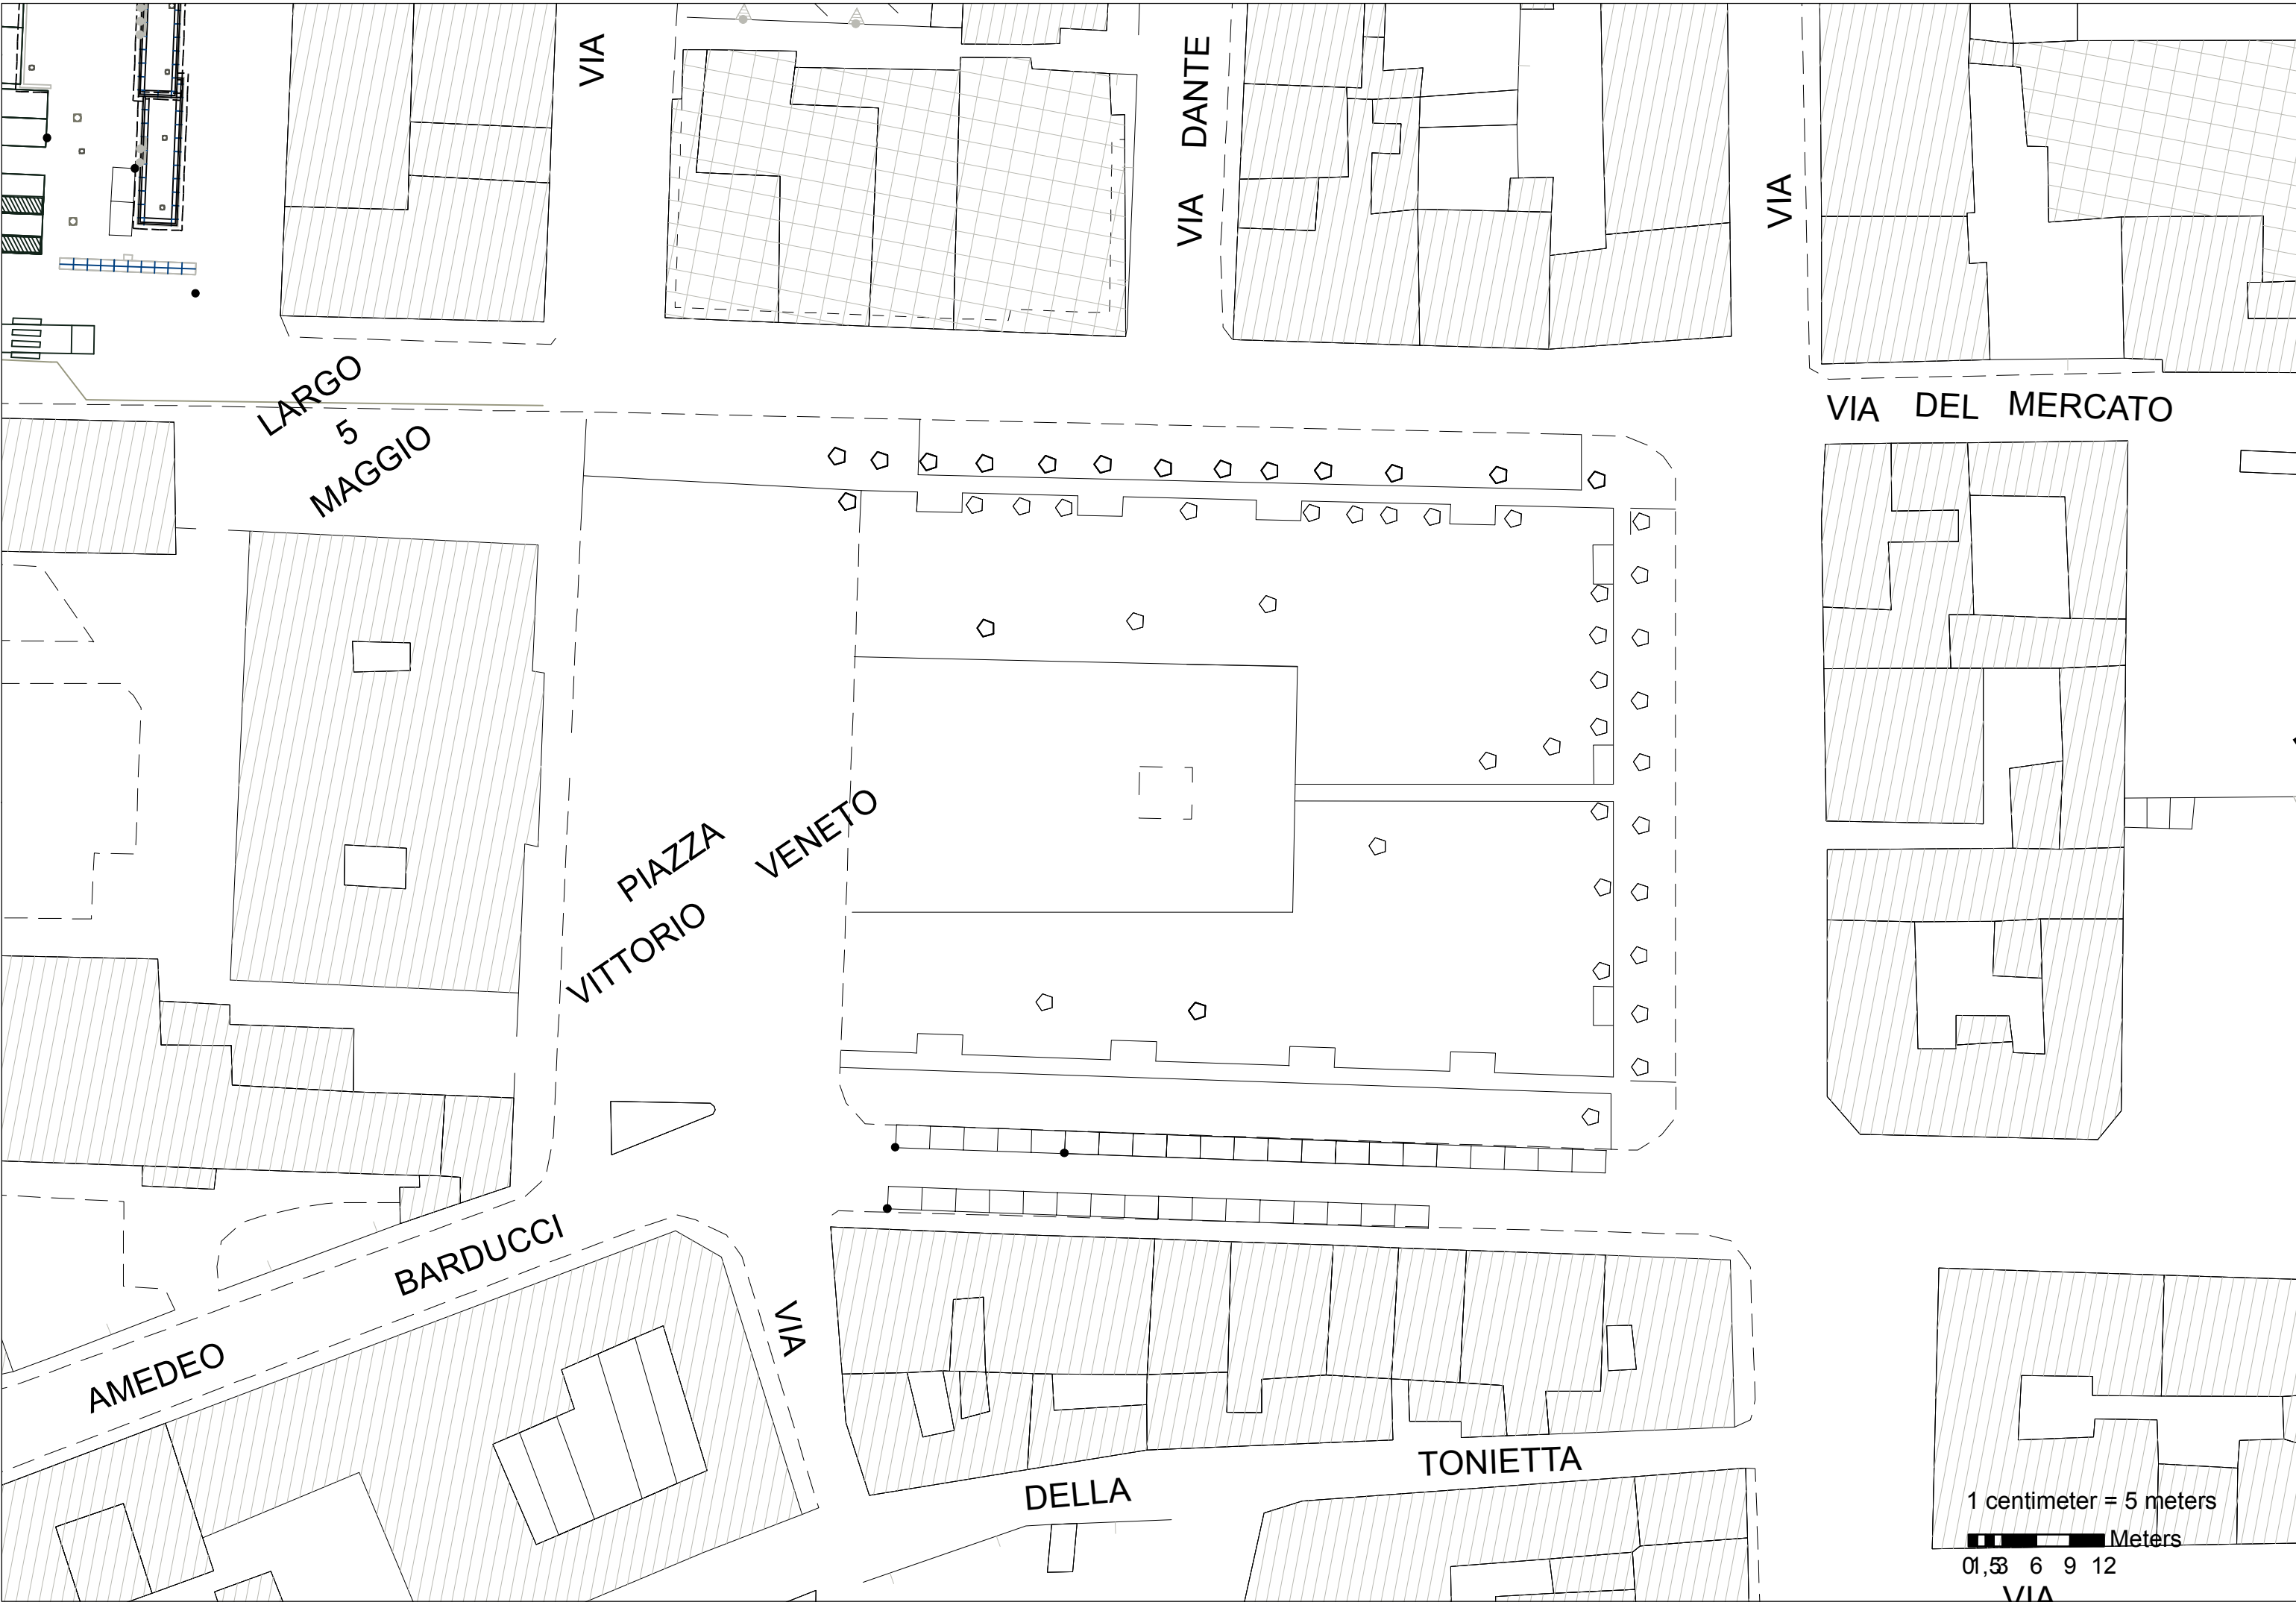 VIA
VIA DANTE
VIA
LARGO
5
MAGGIO
VIA DEL MERCATO
PIAZZA VENETO
VITTORIO
AMEDEO BARDUCCI
VIA
DELLA TONIETTA
1 centimeter = 5 meters
Meters
0 1,5 3 6 9 12
VIA